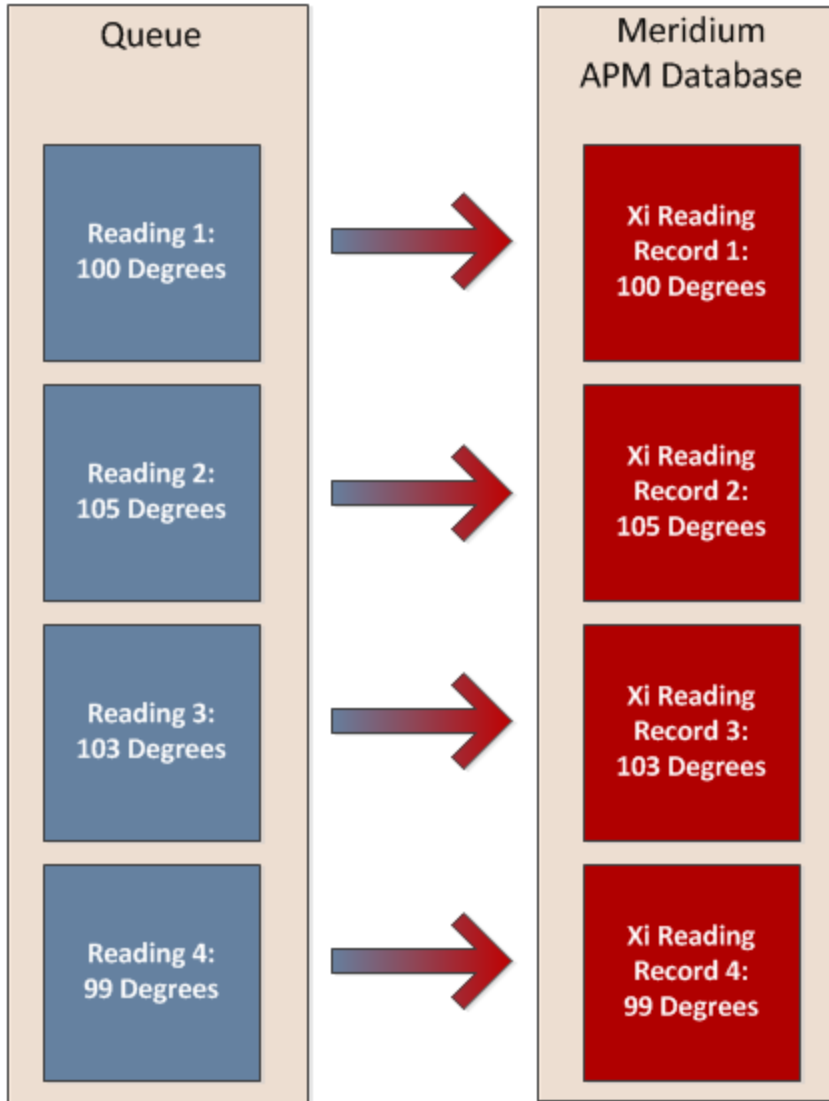 Queue
Meridium
APM Database
Reading 1:
100 Degrees
Xi Reading
Record 1:
100 Degrees
Reading 2:
105 Degrees
Xi Reading
Record 2:
105 Degrees
Reading 3:
103 Degrees
Xi Reading
Record 3:
103 Degrees
Reading 4:
99 Degrees
Xi Reading
Record 4:
99 Degrees